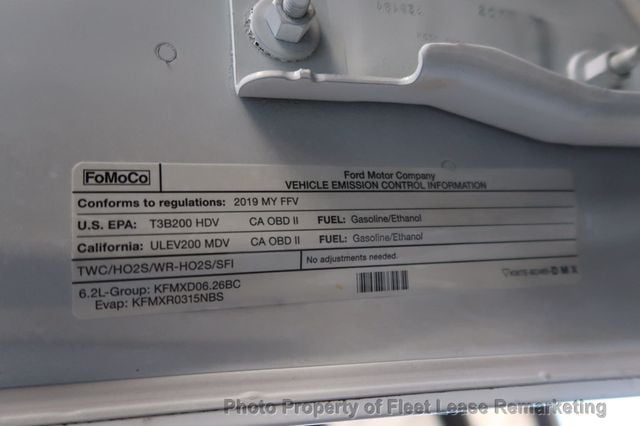 FoMoCo
Ford Motor Company
VEHICLE EMISSION CONTROL INFORMATION
Conforms to regulations: 2019 MY FFV
U.S. EPA: T3B200 HDV CA OBD II FUEL: Gasoline/Ethanol
California: ULEV200 MDV CA OBD II FUEL: Gasoline/Ethanol
TWC/HO2S/WR-HO2S/SFI No adjustments needed.
6.2L-Group: KFMXD06.26BC
Evap: KFMXR0315NBS
D M X
Photo Property of Fleet Lease Remarketing